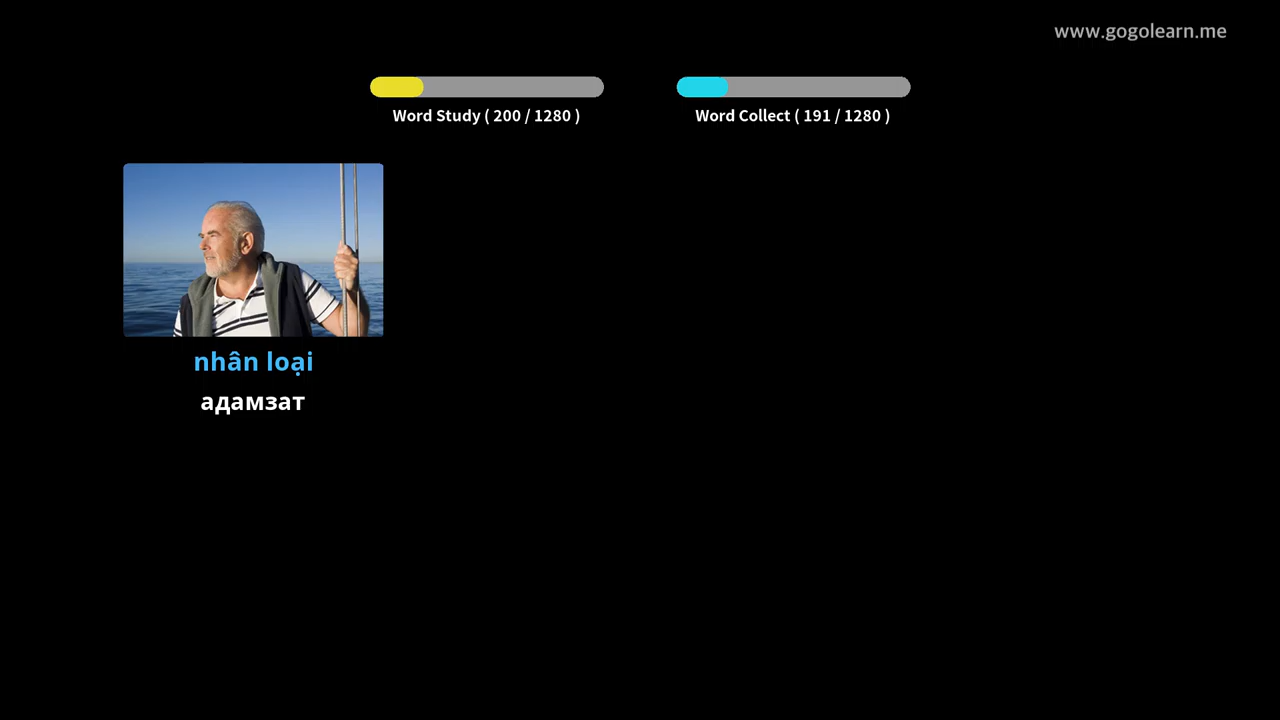 www.gogolearn.me
Word Study ( 200 / 1280 )
Word Collect ( 191 / 1280 )
nhân loại
адамзат